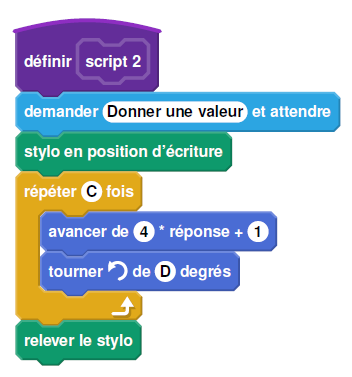 définir script 2
demander Donner une valeur et attendre
stylo en position d'écriture
répéter C fois
avancer de 4 * réponse + 1
tourner de D degrés
relever le stylo